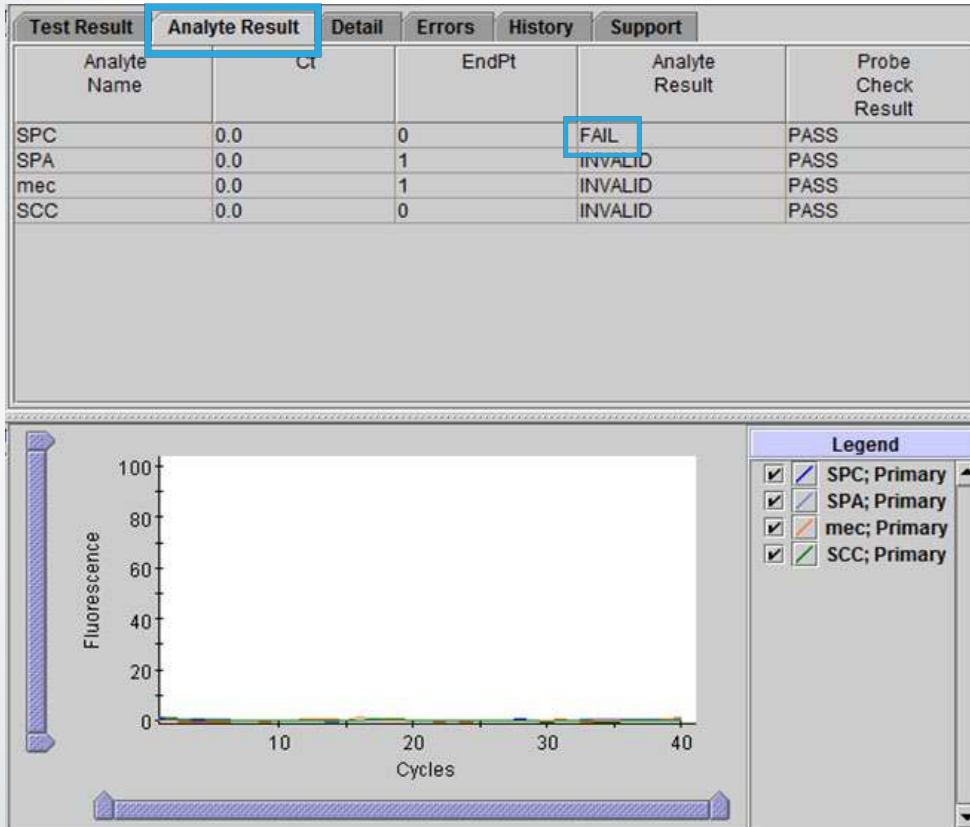 Test Result Analyte Result Detail Errors History Support
Analyte Name Ct EndPt Analyte Result Probe Check Result
SPC 0.0 0 FAIL PASS
SPA 0.0 1 INVALID PASS
mec 0.0 1 INVALID PASS
SCC 0.0 0 INVALID PASS
Legend
SPC; Primary
SPA; Primary
mec; Primary
SCC; Primary
Fluorescence
100
80
60
40
20
0
10 20 30 40
Cycles